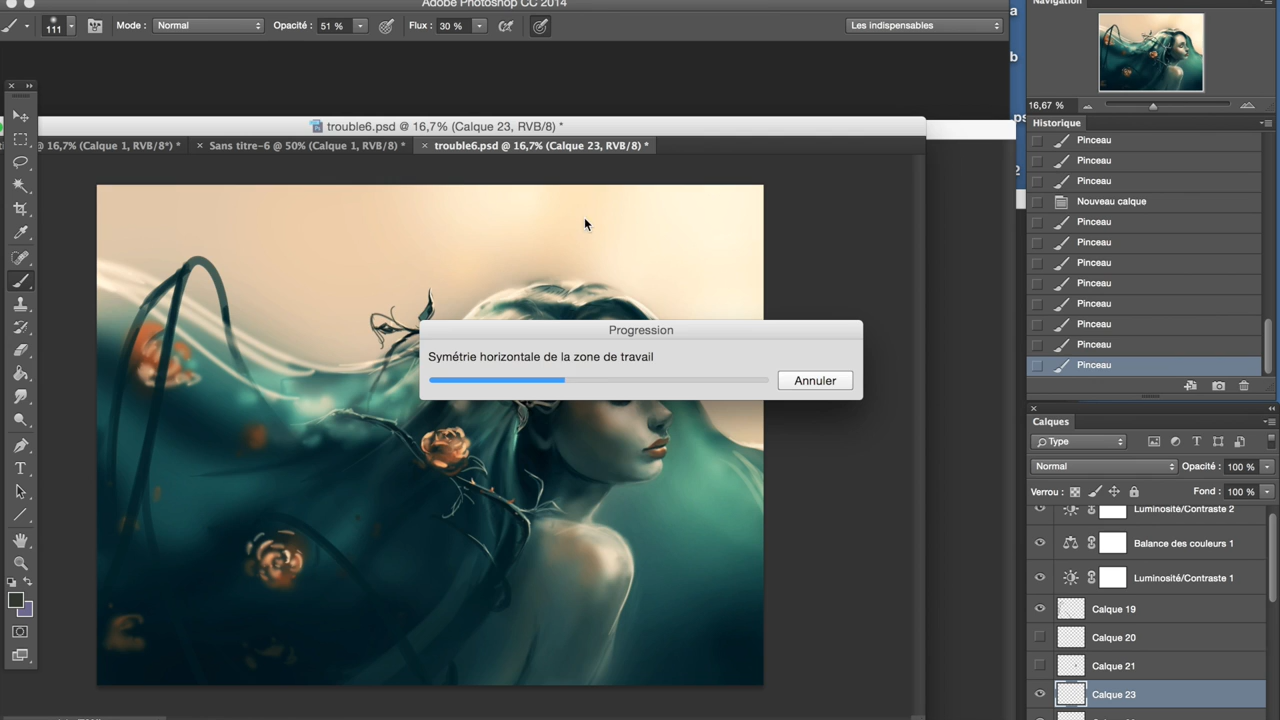 Adobe Photoshop CC 2014
111 Mode : Normal Opacité : 51 % Flux : 30 % Les indispensables
Navigation
16,67 %
trouble6.psd @ 16,7% (Calque 23, RVB/8) *
@ 16,7% (Calque 1, RVB/8*) * Sans titre-6 @ 50% (Calque 1, RVB/8) * trouble6.psd @ 16,7% (Calque 23, RVB/8) *
Historique
Pinceau
Pinceau
Pinceau
Nouveau calque
Pinceau
Pinceau
Pinceau
Pinceau
Pinceau
Pinceau
Pinceau
Pinceau
Progression
Symétrie horizontale de la zone de travail
Annuler
Calques
Type
Normal Opacité : 100 %
Verrou : Fond : 100 %
Luminosité/Contraste 2
Balance des couleurs 1
Luminosité/Contraste 1
Calque 19
Calque 20
Calque 21
Calque 23